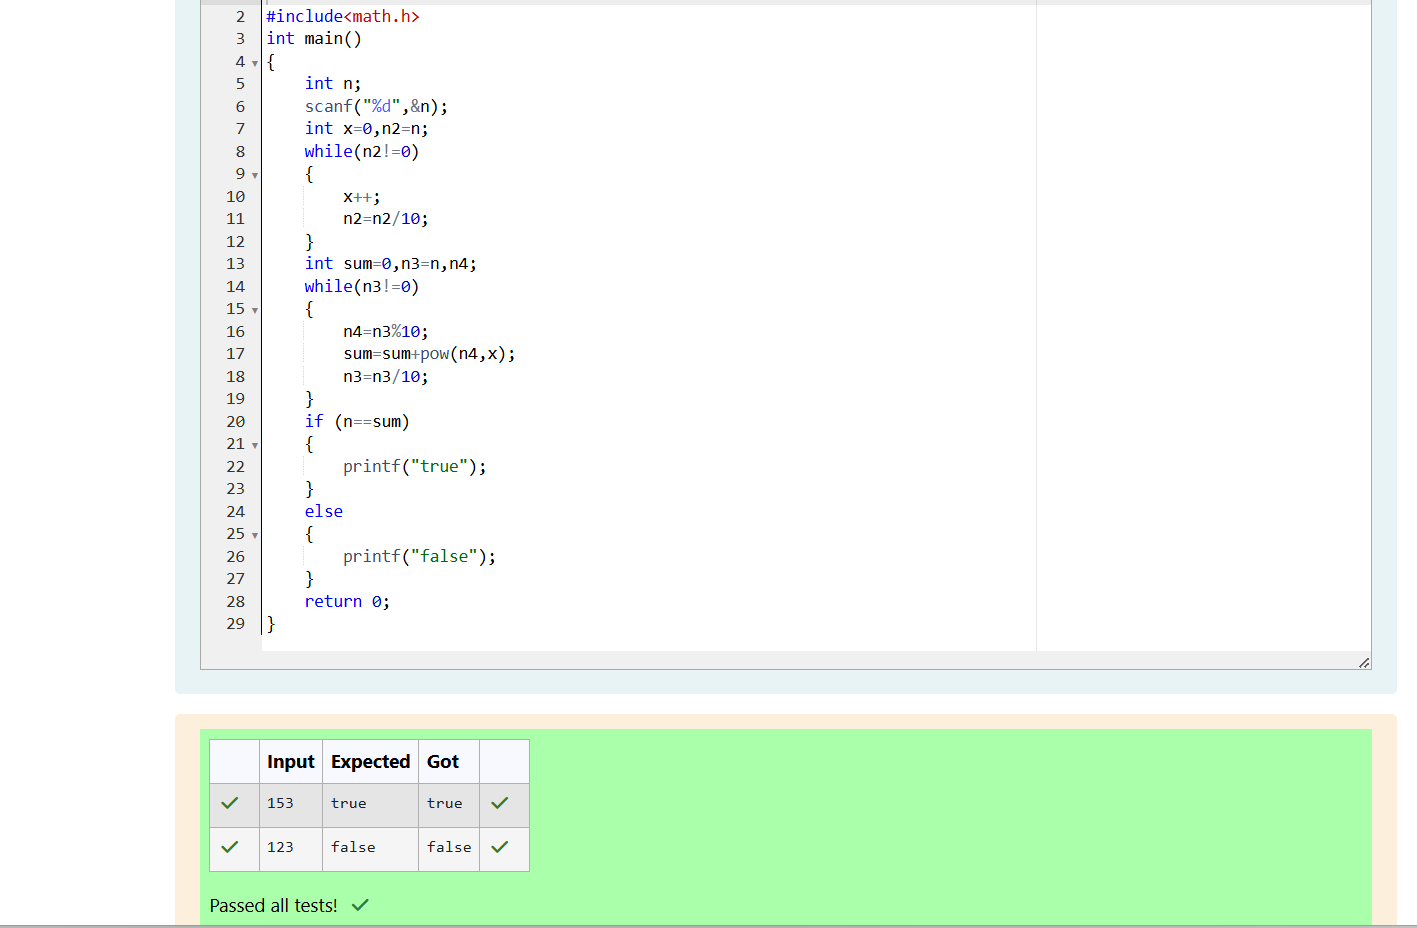 2 #include<math.h>
3 int main()
4 {
5 int n;
6 scanf("%d",&n);
7 int x=0,n2=n;
8 while(n2!=0)
9 {
10 x++;
11 n2=n2/10;
12 }
13 int sum=0,n3=n,n4;
14 while(n3!=0)
15 {
16 n4=n3%10;
17 sum=sum+pow(n4,x);
18 n3=n3/10;
19 }
20 if (n==sum)
21 {
22 printf("true");
23 }
24 else
25 {
26 printf("false");
27 }
28 return 0;
29 }
Input Expected Got
153 true true
123 false false
Passed all tests!